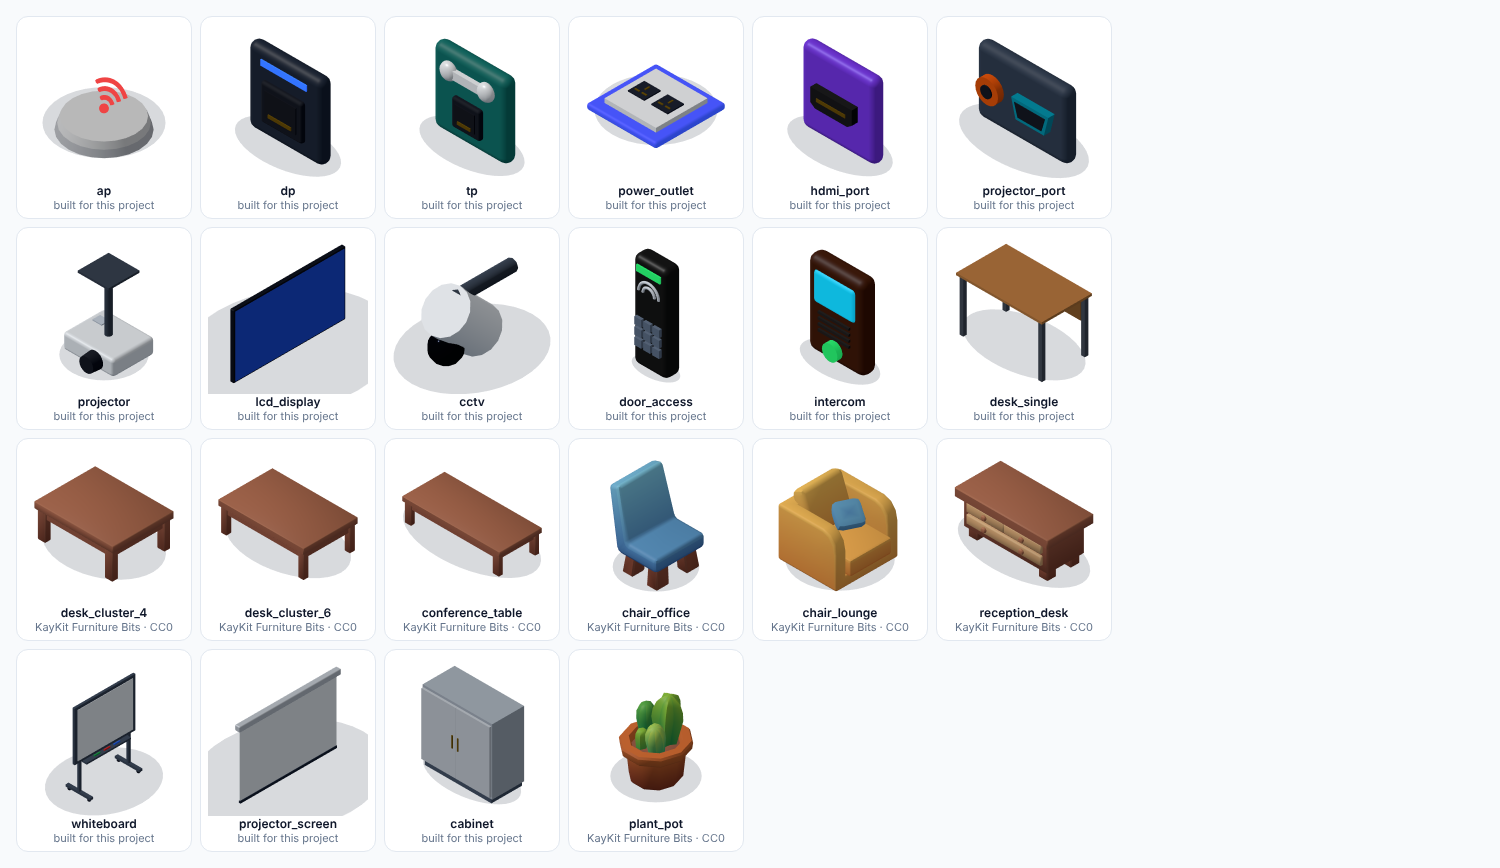 ap
built for this project
dp
built for this project
tp
built for this project
power_outlet
built for this project
hdmi_port
built for this project
projector_port
built for this project
projector
built for this project
lcd_display
built for this project
cctv
built for this project
door_access
built for this project
intercom
built for this project
desk_single
built for this project
desk_cluster_4
KayKit Furniture Bits · CC0
desk_cluster_6
KayKit Furniture Bits · CC0
conference_table
KayKit Furniture Bits · CC0
chair_office
KayKit Furniture Bits · CC0
chair_lounge
KayKit Furniture Bits · CC0
reception_desk
KayKit Furniture Bits · CC0
whiteboard
built for this project
projector_screen
built for this project
cabinet
built for this project
plant_pot
KayKit Furniture Bits · CC0